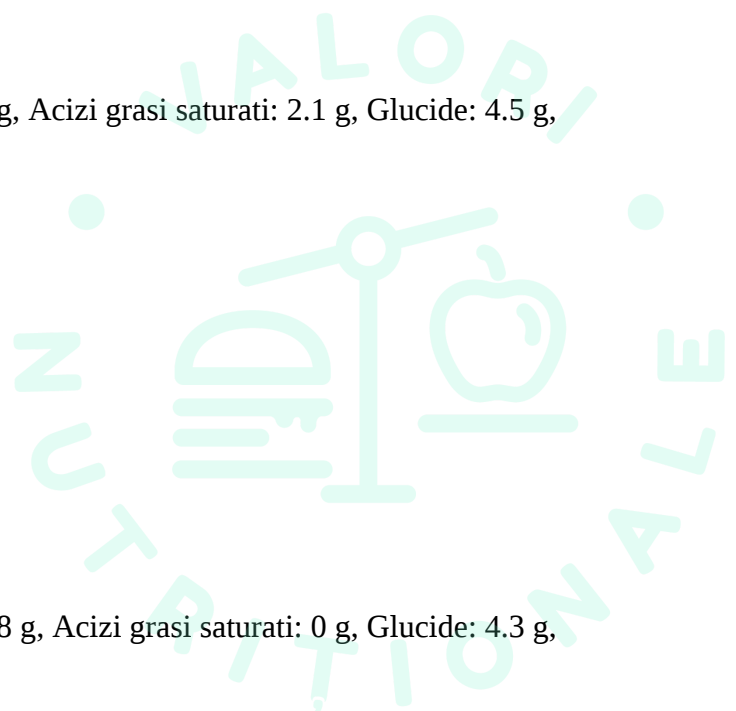 VALORI
g, Acizi grasi saturati: 2.1 g, Glucide: 4.5 g,
NUTRITIONALE
8 g, Acizi grasi saturati: 0 g, Glucide: 4.3 g,